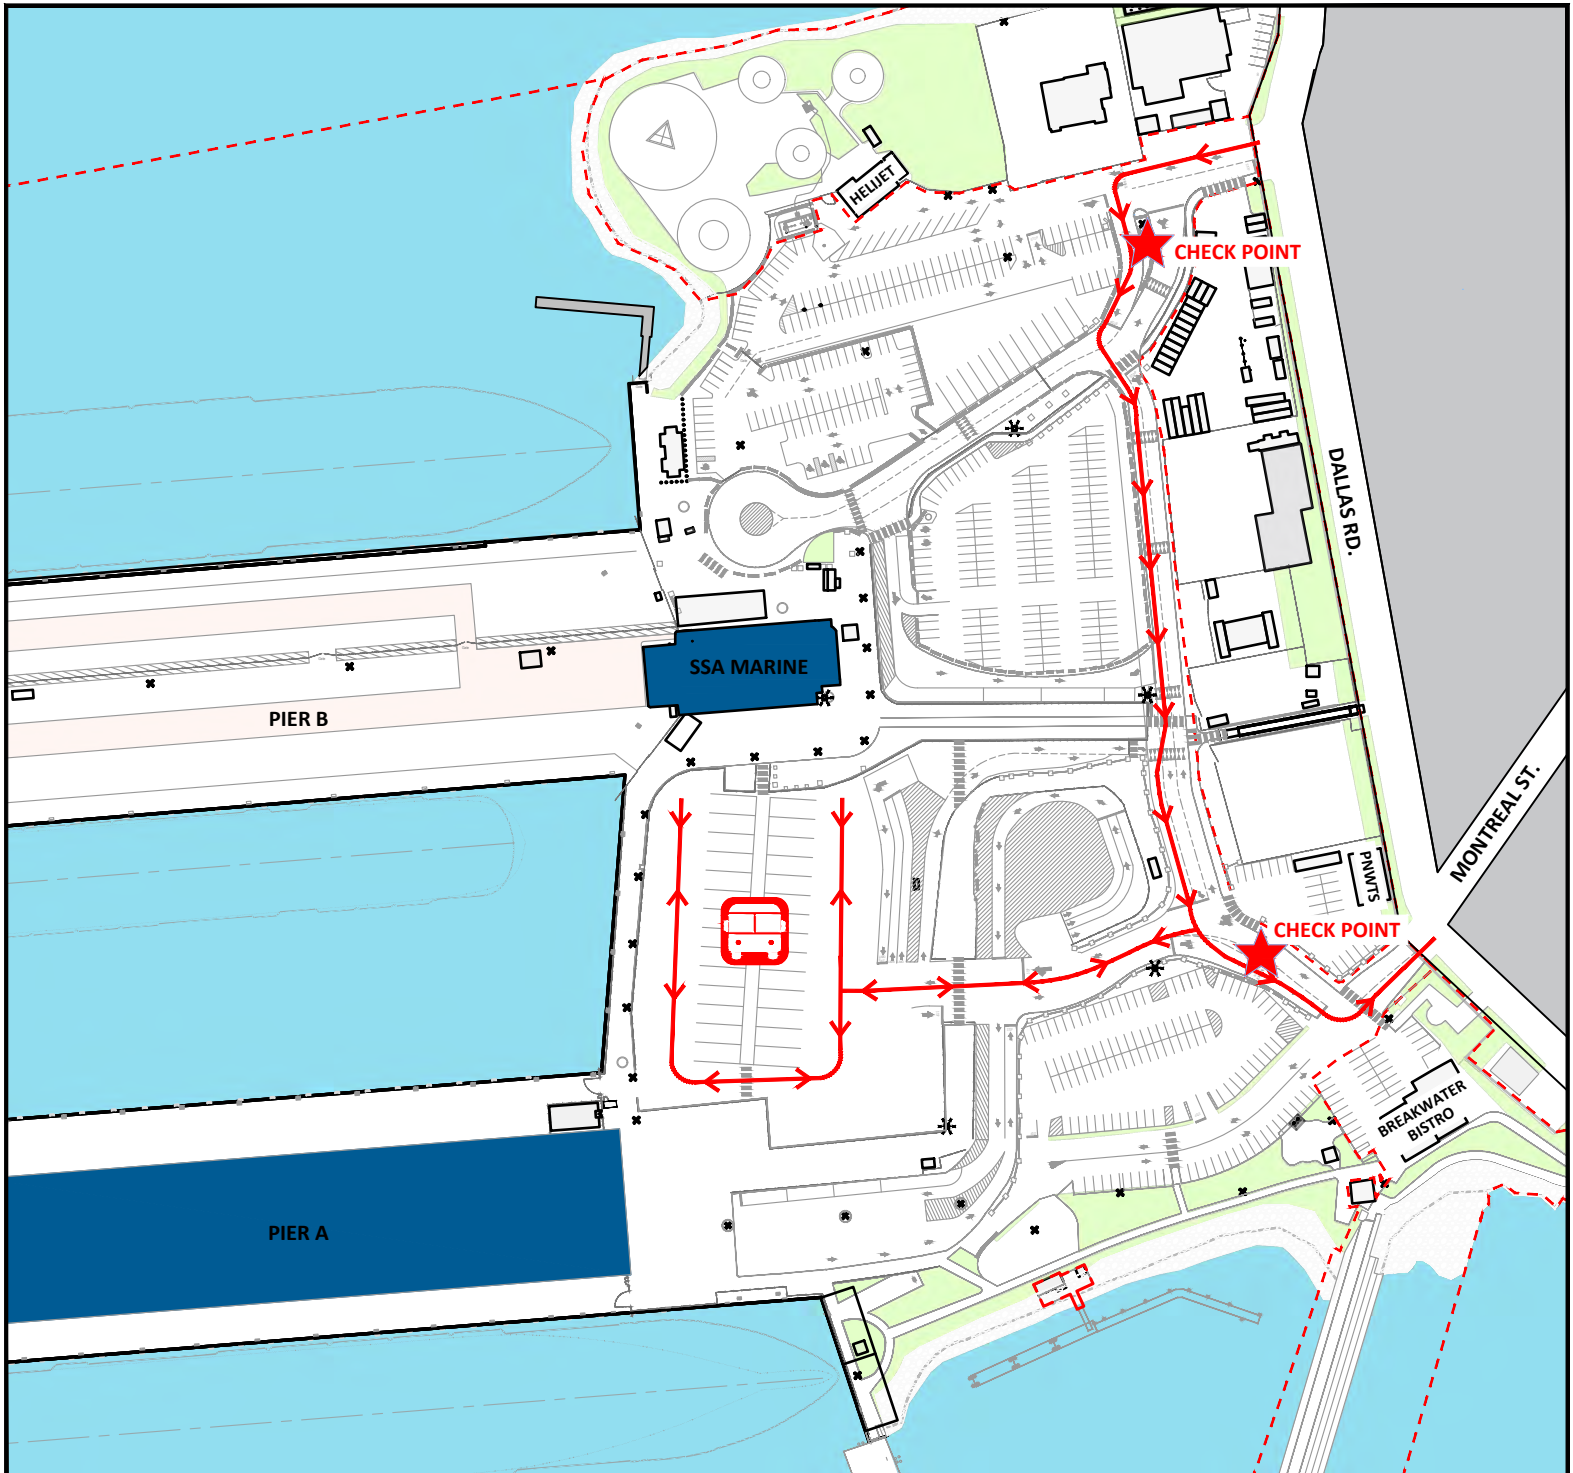 HELIJET
CHECK POINT
DALLAS RD.
SSA MARINE
PIER B
MONTREAL ST.
PNWTS
CHECK POINT
BREAKWATER
BISTRO
PIER A